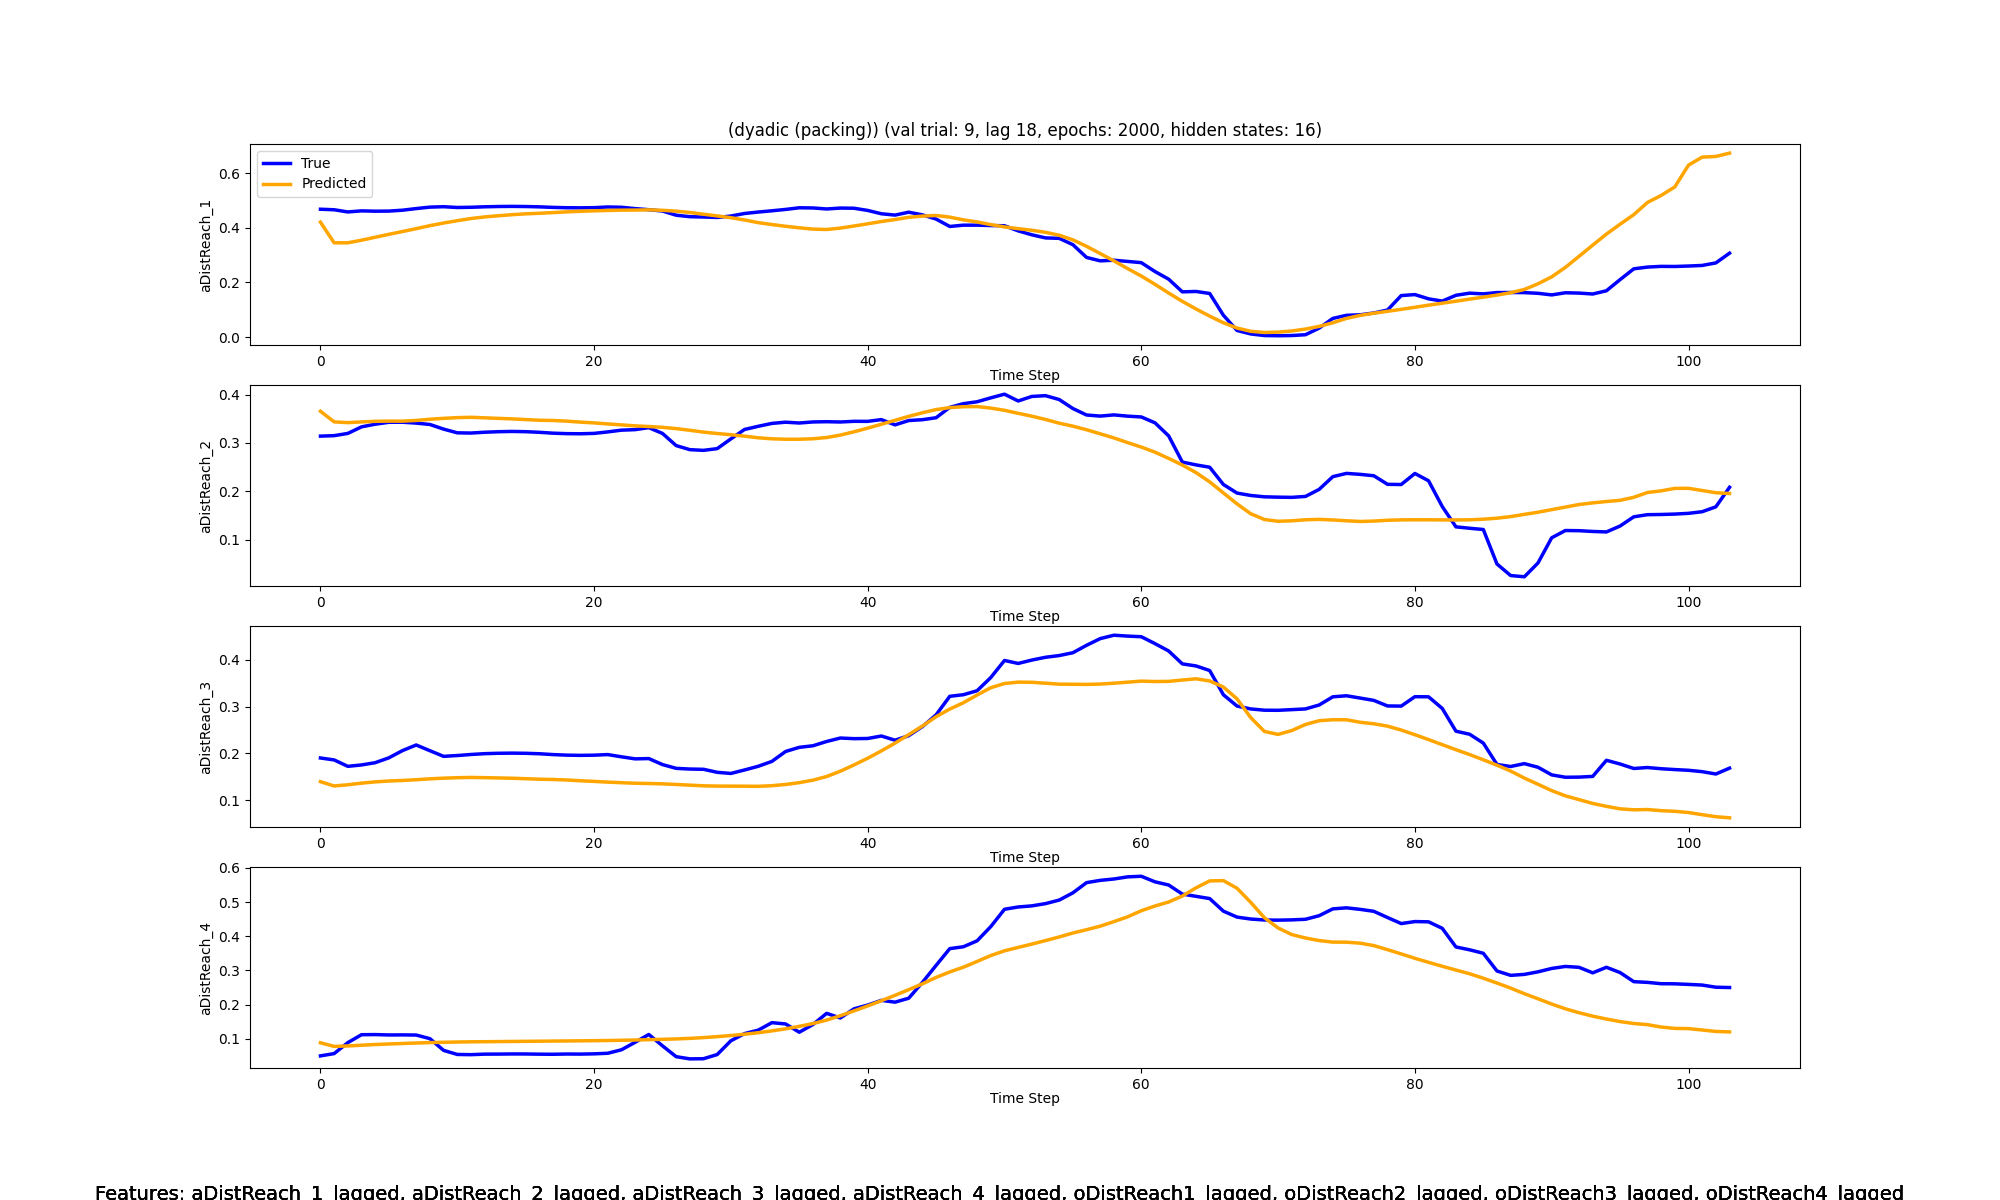 (dyadic (packing)) (val trial: 9, lag 18, epochs: 2000, hidden states: 16)
True
Predicted
aDistReach_1
0.6
0.4
0.2
0.0
0 20 40 60 80 100
Time Step
aDistReach_2
0.4
0.3
0.2
0.1
0 20 40 60 80 100
Time Step
aDistReach_3
0.4
0.3
0.2
0.1
0 20 40 60 80 100
Time Step
aDistReach_4
0.6
0.5
0.4
0.3
0.2
0.1
0 20 40 60 80 100
Time Step
Features: aDistReach_1_lagged, aDistReach_2_lagged, aDistReach_3_lagged, aDistReach_4_lagged, oDistReach1_lagged, oDistReach2_lagged, oDistReach3_lagged, oDistReach4_lagged